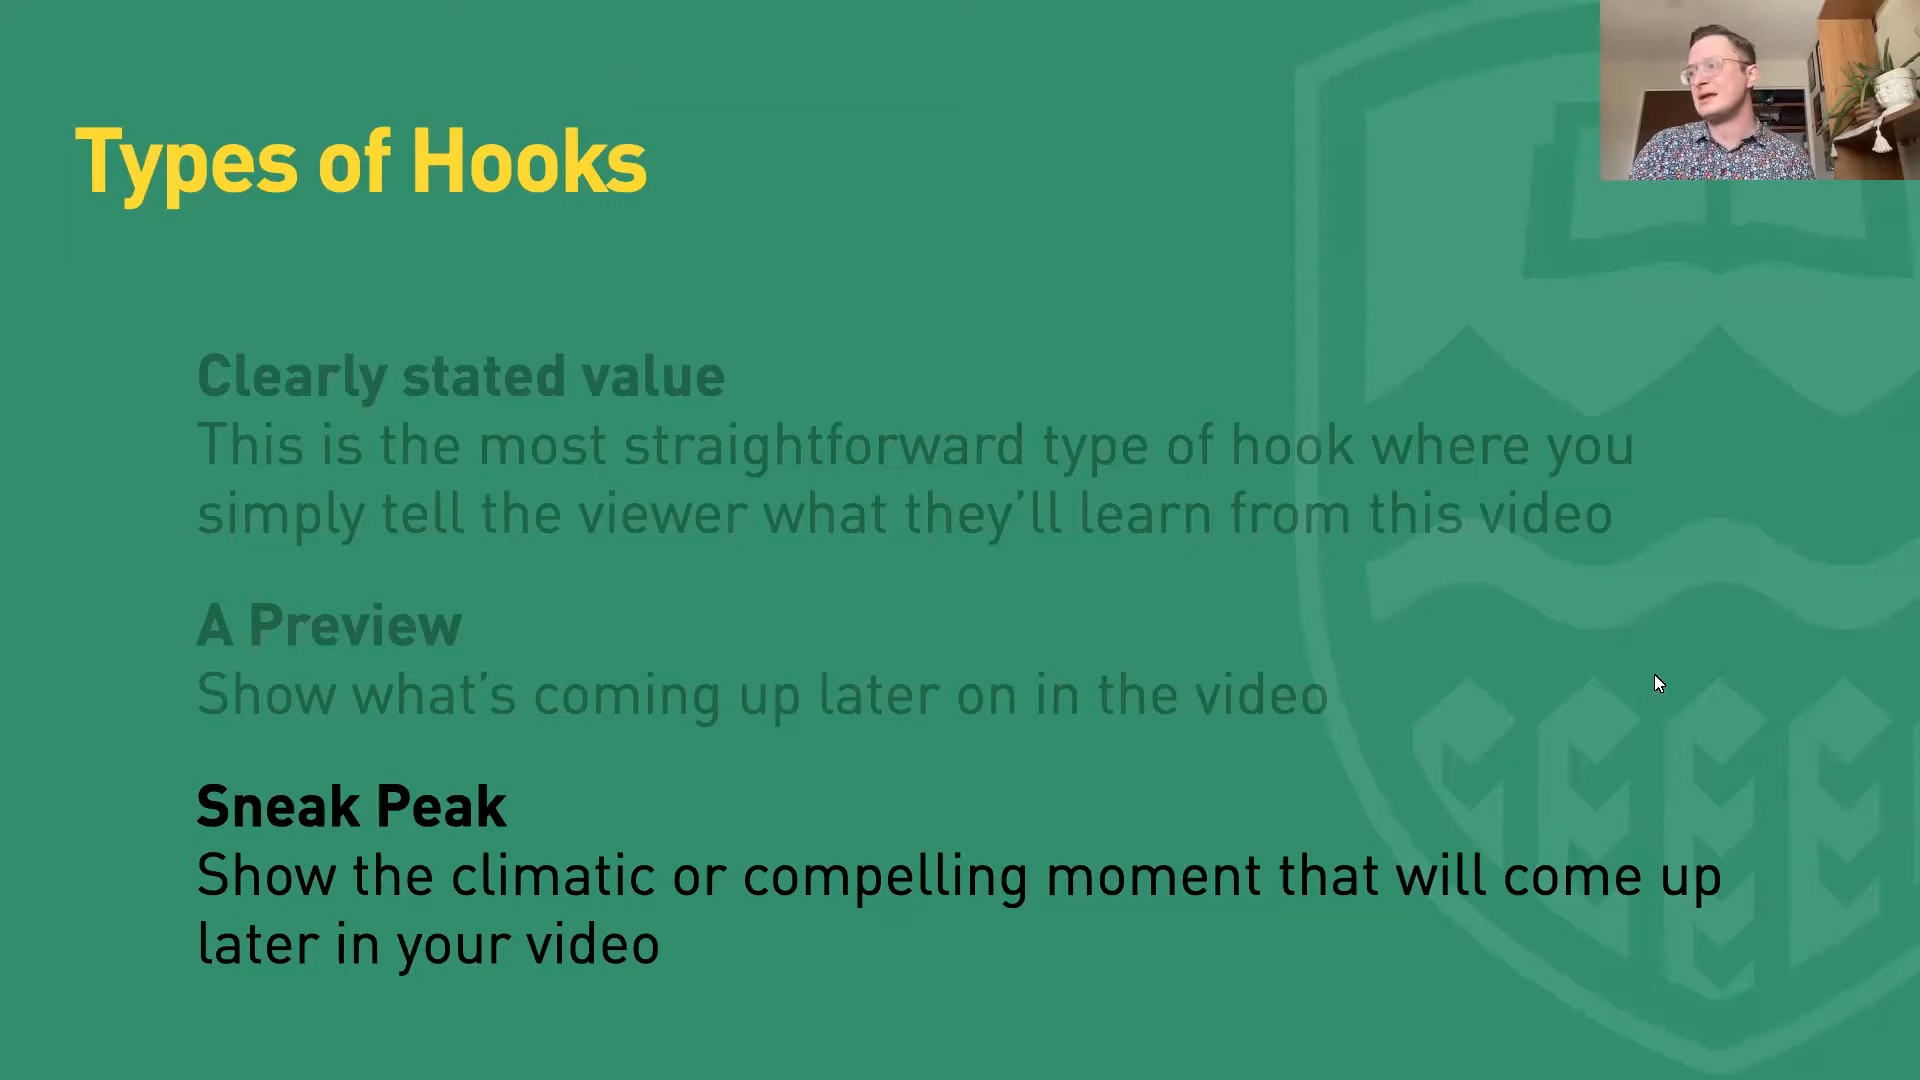 Types of Hooks
Clearly stated value
This is the most straightforward type of hook where you
simply tell the viewer what they’ll learn from this video
A Preview
Show what’s coming up later on in the video
Sneak Peak
Show the climatic or compelling moment that will come up
later in your video